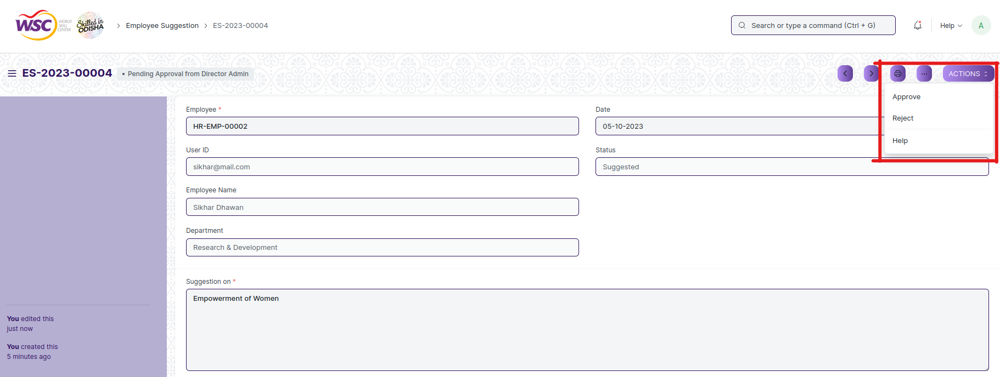 WSC WORLD SKILL CENTER Skilled in ODISHA > Employee Suggestion > ES-2023-00004
Search or type a command (Ctrl + G)
Help
A
ES-2023-00004 • Pending Approval from Director Admin
ACTIONS
Approve
Reject
Help
Employee *
HR-EMP-00002
Date
05-10-2023
User ID
sikhar@mail.com
Status
Suggested
Employee Name
Sikhar Dhawan
Department
Research & Development
Suggestion on *
Empowerment of Women
You edited this
just now
You created this
5 minutes ago